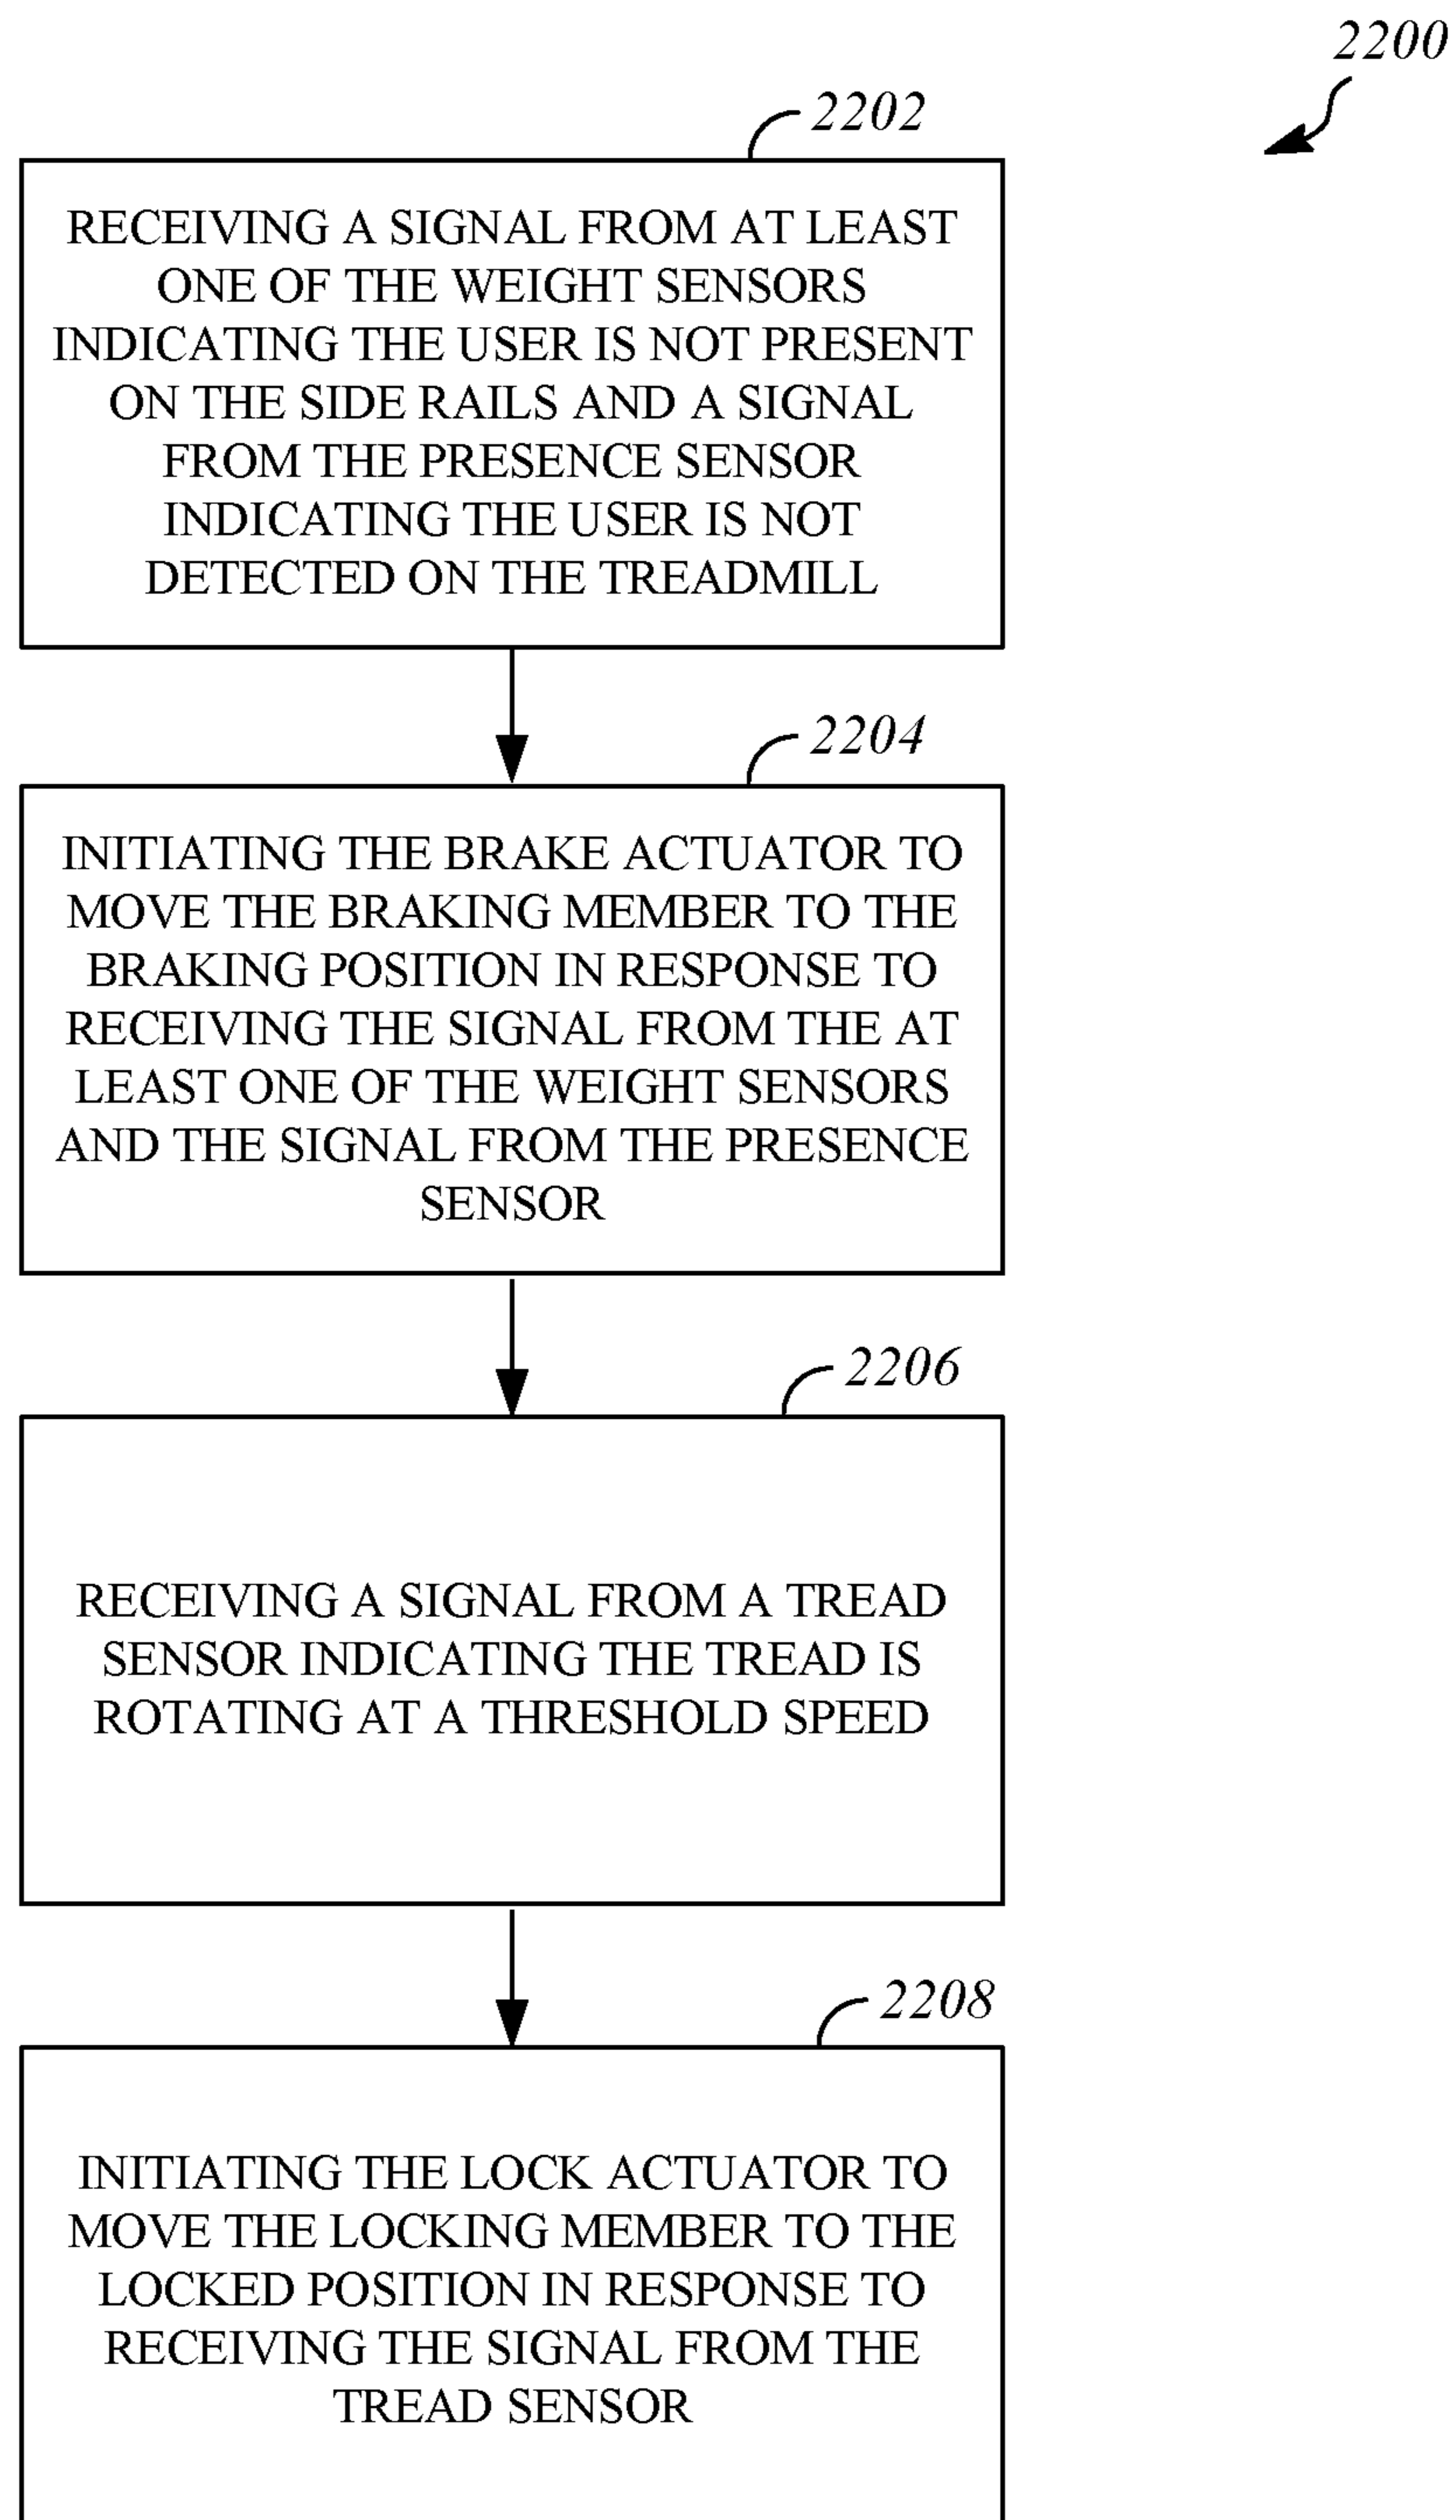 2200
2202
RECEIVING A SIGNAL FROM AT LEAST
ONE OF THE WEIGHT SENSORS
INDICATING THE USER IS NOT PRESENT
ON THE SIDE RAILS AND A SIGNAL
FROM THE PRESENCE SENSOR
INDICATING THE USER IS NOT
DETECTED ON THE TREADMILL
2204
INITIATING THE BRAKE ACTUATOR TO
MOVE THE BRAKING MEMBER TO THE
BRAKING POSITION IN RESPONSE TO
RECEIVING THE SIGNAL FROM THE AT
LEAST ONE OF THE WEIGHT SENSORS
AND THE SIGNAL FROM THE PRESENCE
SENSOR
2206
RECEIVING A SIGNAL FROM A TREAD
SENSOR INDICATING THE TREAD IS
ROTATING AT A THRESHOLD SPEED
2208
INITIATING THE LOCK ACTUATOR TO
MOVE THE LOCKING MEMBER TO THE
LOCKED POSITION IN RESPONSE TO
RECEIVING THE SIGNAL FROM THE
TREAD SENSOR